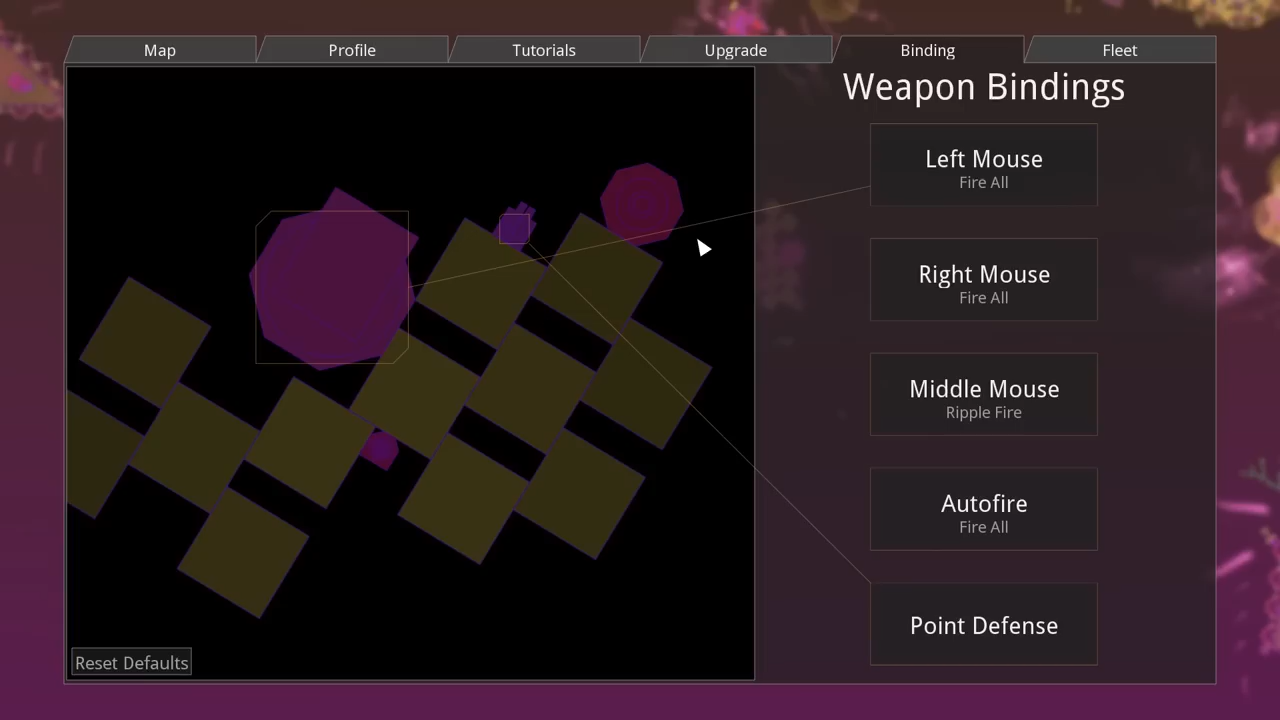 Map
Profile
Tutorials
Upgrade
Binding
Fleet
Weapon Bindings
Left Mouse
Fire All
Right Mouse
Fire All
Middle Mouse
Ripple Fire
Autofire
Fire All
Point Defense
Reset Defaults